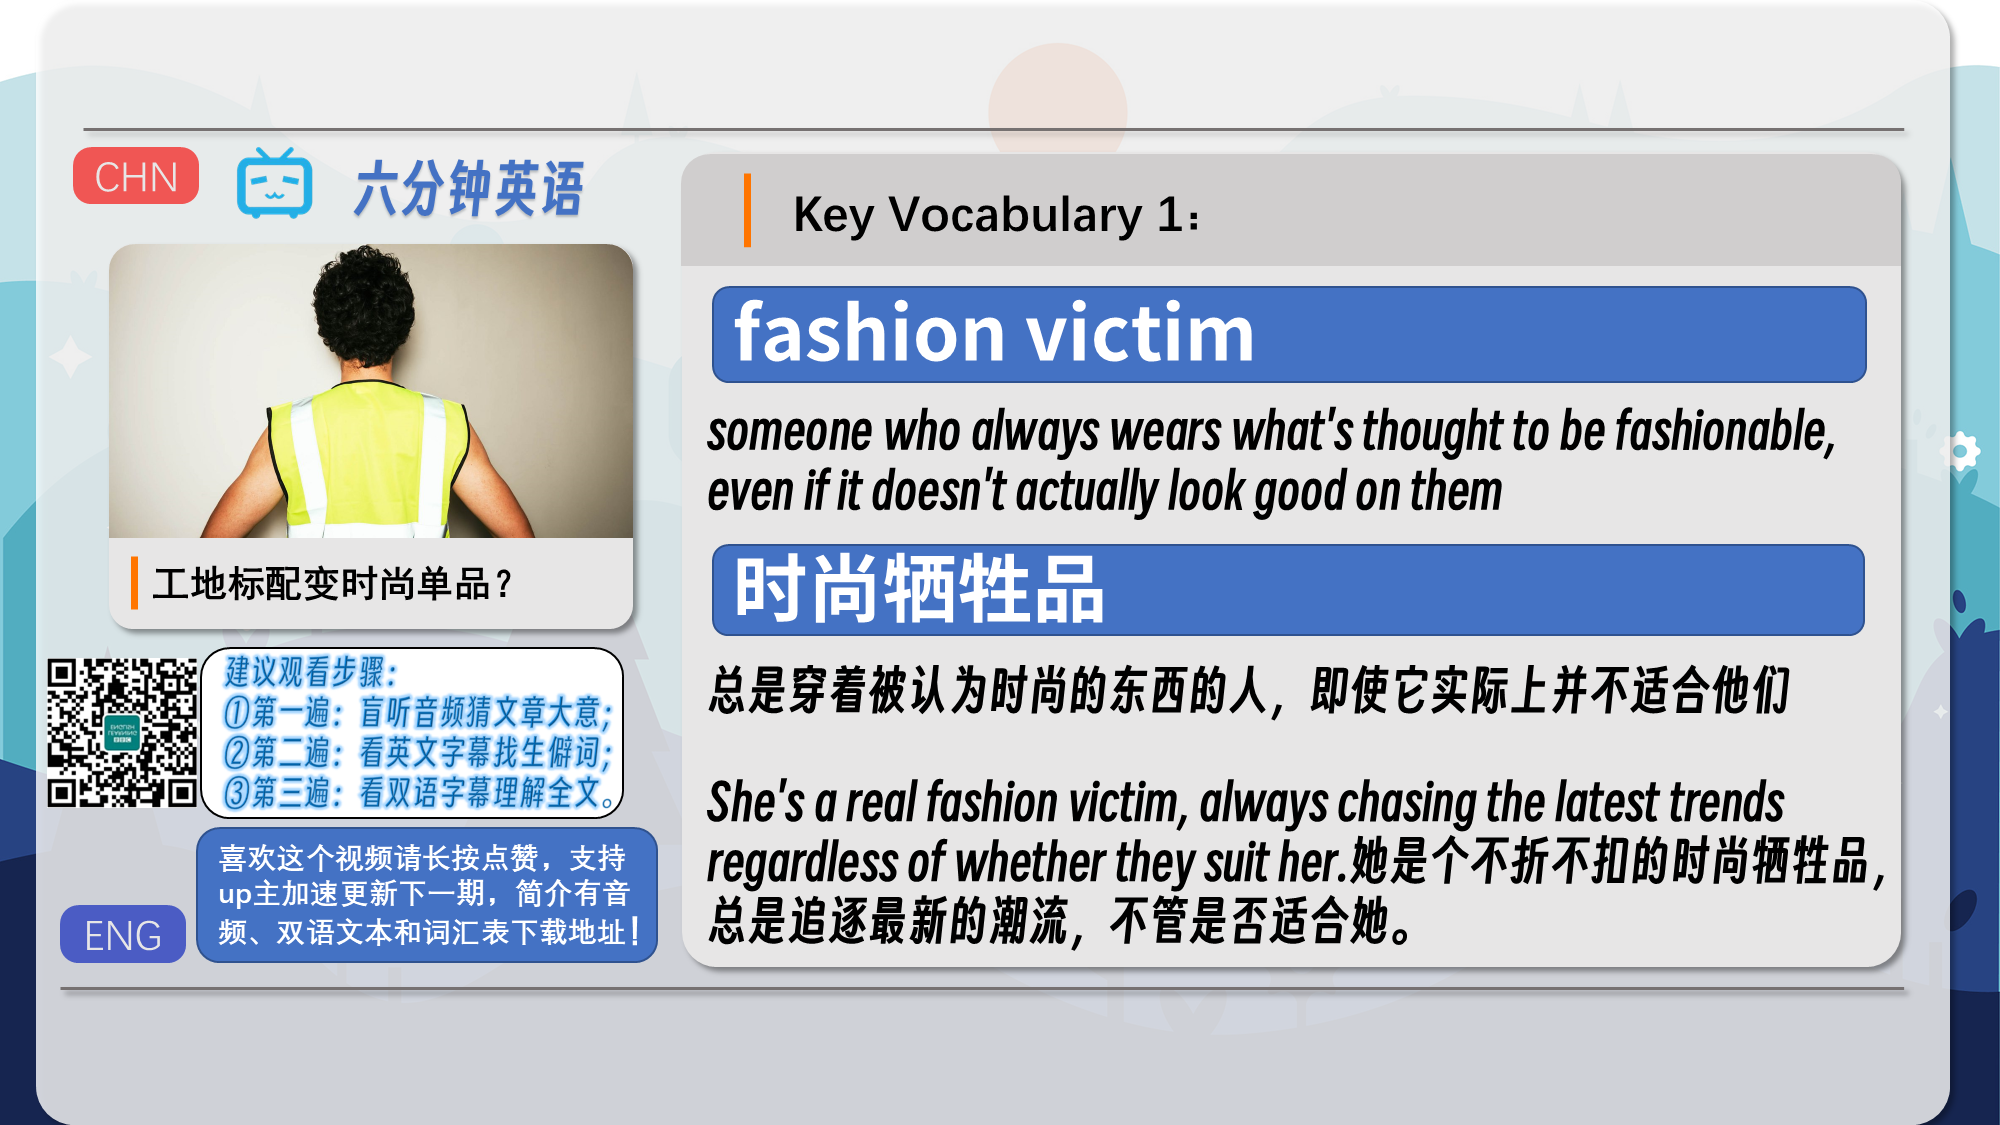 CHN
六分钟英语
工地标配变时尚单品？
建议观看步骤：
①第一遍：盲听音频猜文章大意；
②第二遍：看英文字幕找生僻词；
③第三遍：看双语字幕理解全文。
喜欢这个视频请长按点赞，支持
up主加速更新下一期，简介有音
频、双语文本和词汇表下载地址！
ENG
Key Vocabulary 1：
fashion victim
someone who always wears what's thought to be fashionable,
even if it doesn't actually look good on them
时尚牺牲品
总是穿着被认为时尚的东西的人，即使它实际上并不适合他们
She's a real fashion victim, always chasing the latest trends
regardless of whether they suit her.她是个不折不扣的时尚牺牲品，
总是追逐最新的潮流，不管是否适合她。